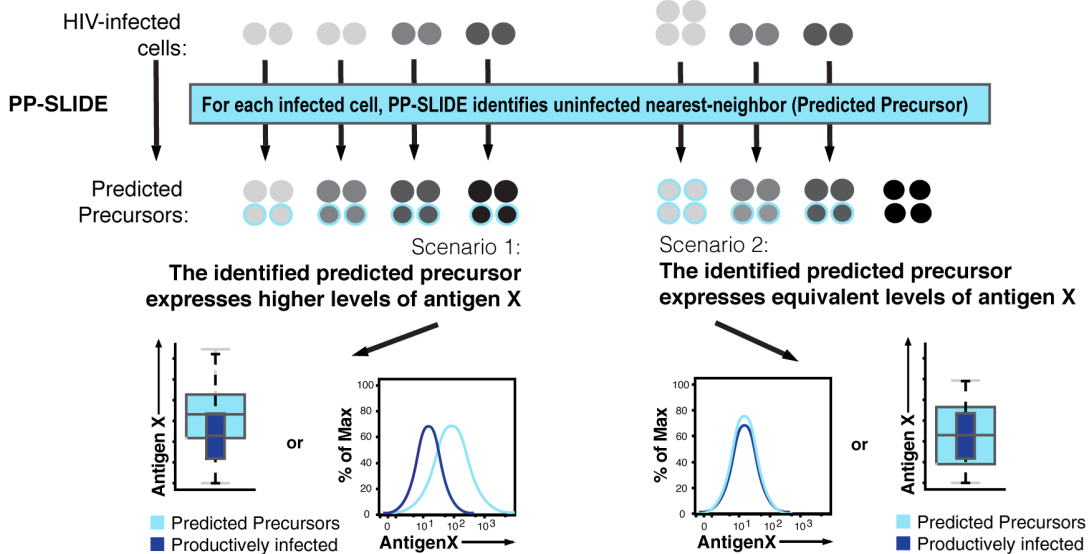 HIV-infected
cells:
PP-SLIDE
For each infected cell, PP-SLIDE identifies uninfected nearest-neighbor (Predicted Precursor)
Predicted
Precursors:
Scenario 1:
The identified predicted precursor
expresses higher levels of antigen X
Scenario 2:
The identified predicted precursor
expresses equivalent levels of antigen X
Antigen X
or
% of Max
100
80
60
40
20
0
0 10¹ 10² 10³
AntigenX
Predicted Precursors
Productively infected
% of Max
100
80
60
40
20
0
0 10¹ 10² 10³
AntigenX
or
Antigen X
Predicted Precursors
Productively infected